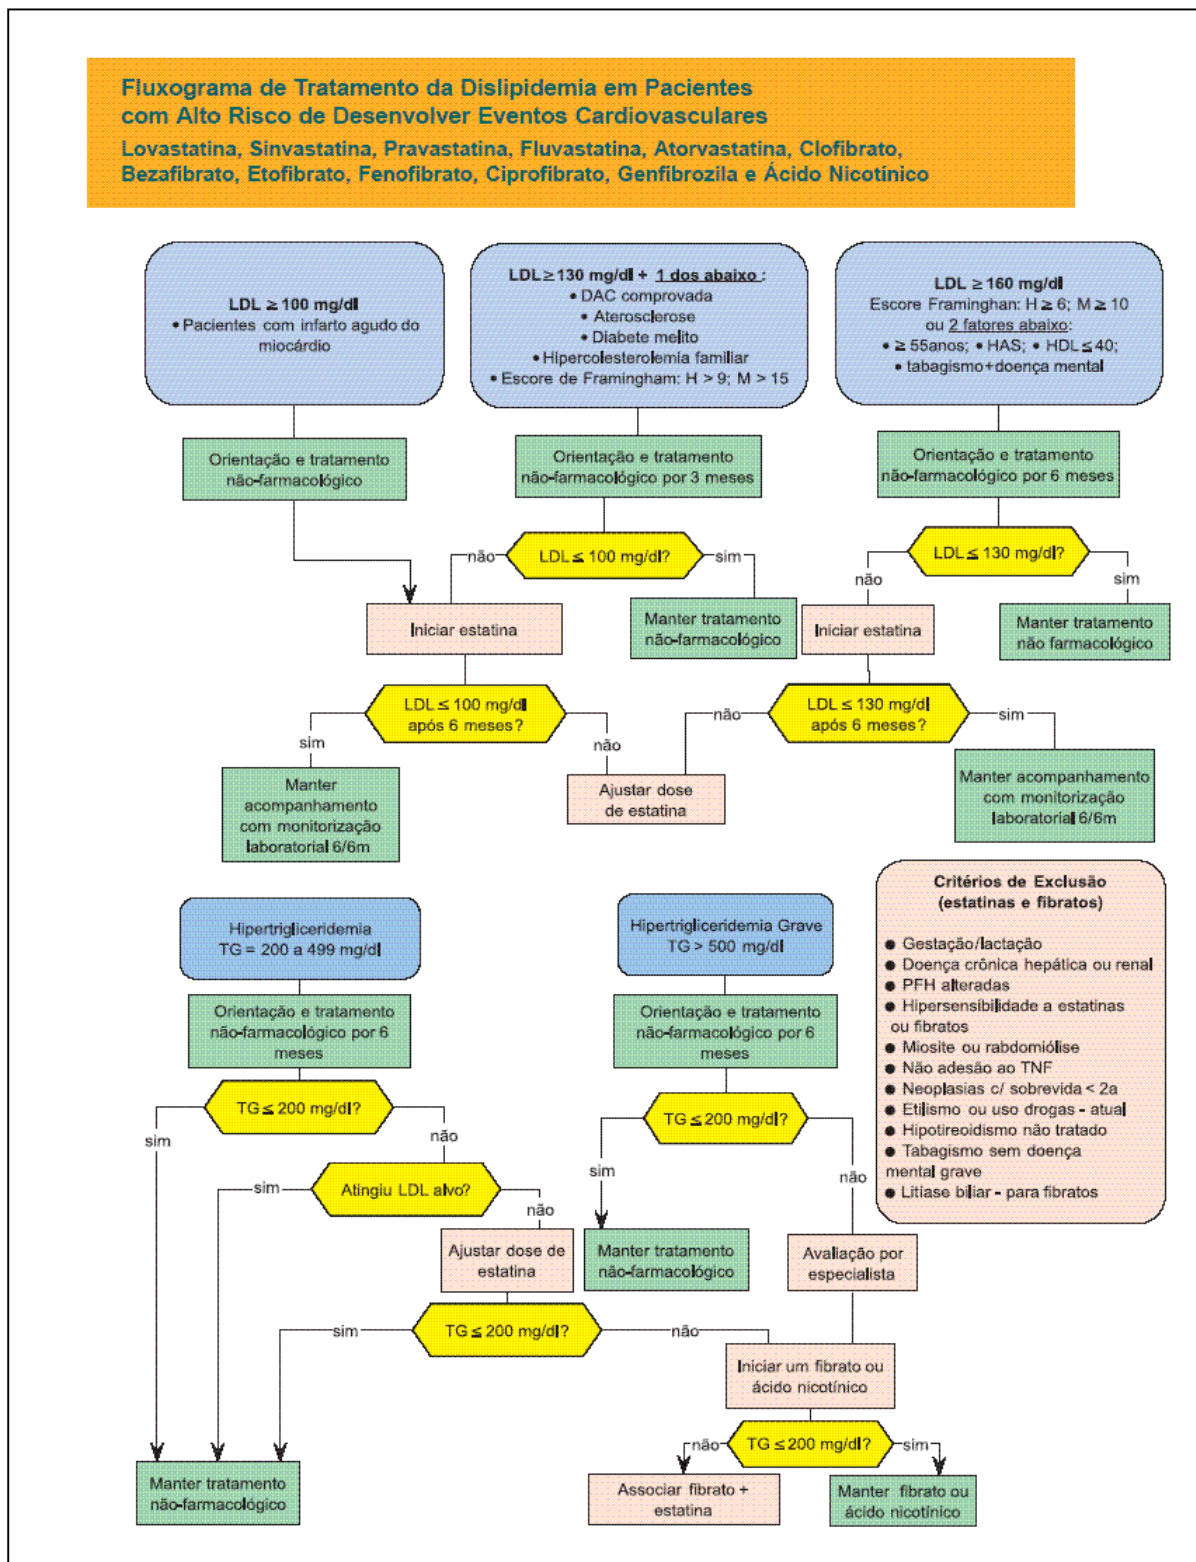 Fluxograma de Tratamento da Dislipidemia em Pacientes
com Alto Risco de Desenvolver Eventos Cardiovasculares
Lovastatina, Sinvastatina, Pravastatina, Fluvastatina, Atorvastatina, Clofibrato,
Bezafibrato, Etofibrato, Fenofibrato, Ciprofibrato, Genfibrozila e Ácido Nicotínico
LDL ≥ 100 mg/dl
• Pacientes com infarto agudo do
miocárdio
LDL ≥ 130 mg/dl + 1 dos abaixo :
• DAC comprovada
• Aterosclerose
• Diabete melito
• Hipercolesterolemia familiar
• Escore de Framingham: H > 9; M > 15
LDL ≥ 160 mg/dl
Escore Framinghan: H ≥ 6; M ≥ 10
ou 2 fatores abaixo:
• ≥ 55anos; • HAS; • HDL ≤ 40;
• tabagismo+doença mental
Orientação e tratamento
não-farmacológico
Orientação e tratamento
não-farmacológico por 3 meses
Orientação e tratamento
não-farmacológico por 6 meses
LDL ≤ 100 mg/dl?
não
sim
LDL ≤ 130 mg/dl?
não
sim
Iniciar estatina
Manter tratamento
não-farmacológico
Iniciar estatina
Manter tratamento
não farmacológico
LDL ≤ 100 mg/dl
após 6 meses?
sim
não
LDL ≤ 130 mg/dl
após 6 meses?
não
sim
Manter
acompanhamento
com monitorização
laboratorial 6/6m
Ajustar dose
de estatina
Manter acompanhamento
com monitorização
laboratorial 6/6m
Hipertrigliceridemia
TG = 200 a 499 mg/dl
Hipertrigliceridemia Grave
TG > 500 mg/dl
Critérios de Exclusão
(estatinas e fibratos)
● Gestação/lactação
● Doença crônica hepática ou renal
● PFH alteradas
● Hipersensibilidade a estatinas
ou fibratos
● Miosite ou rabdomiólise
● Não adesão ao TNF
● Neoplasias c/ sobrevida < 2a
● Etilismo ou uso drogas - atual
● Hipotireoidismo não tratado
● Tabagismo sem doença
mental grave
● Litíase biliar - para fibratos
Orientação e tratamento
não-farmacológico por 6
meses
Orientação e tratamento
não-farmacológico por 6
meses
TG ≤ 200 mg/dl?
sim
não
TG ≤ 200 mg/dl?
sim
não
Atingiu LDL alvo?
sim
não
Ajustar dose de
estatina
Manter tratamento
não-farmacológico
Avaliação por
especialista
TG ≤ 200 mg/dl?
sim
não
Iniciar um fibrato ou
ácido nicotínico
TG ≤ 200 mg/dl?
não
sim
Manter tratamento
não-farmacológico
Associar fibrato +
estatina
Manter fibrato ou
ácido nicotínico